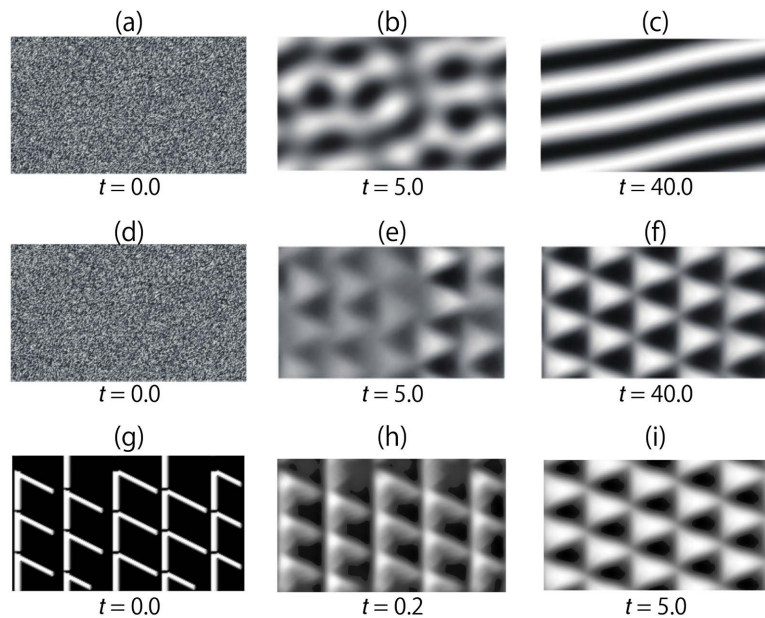 (a) (b) (c)
t = 0.0 t = 5.0 t = 40.0
(d) (e) (f)
t = 0.0 t = 5.0 t = 40.0
(g) (h) (i)
t = 0.0 t = 0.2 t = 5.0